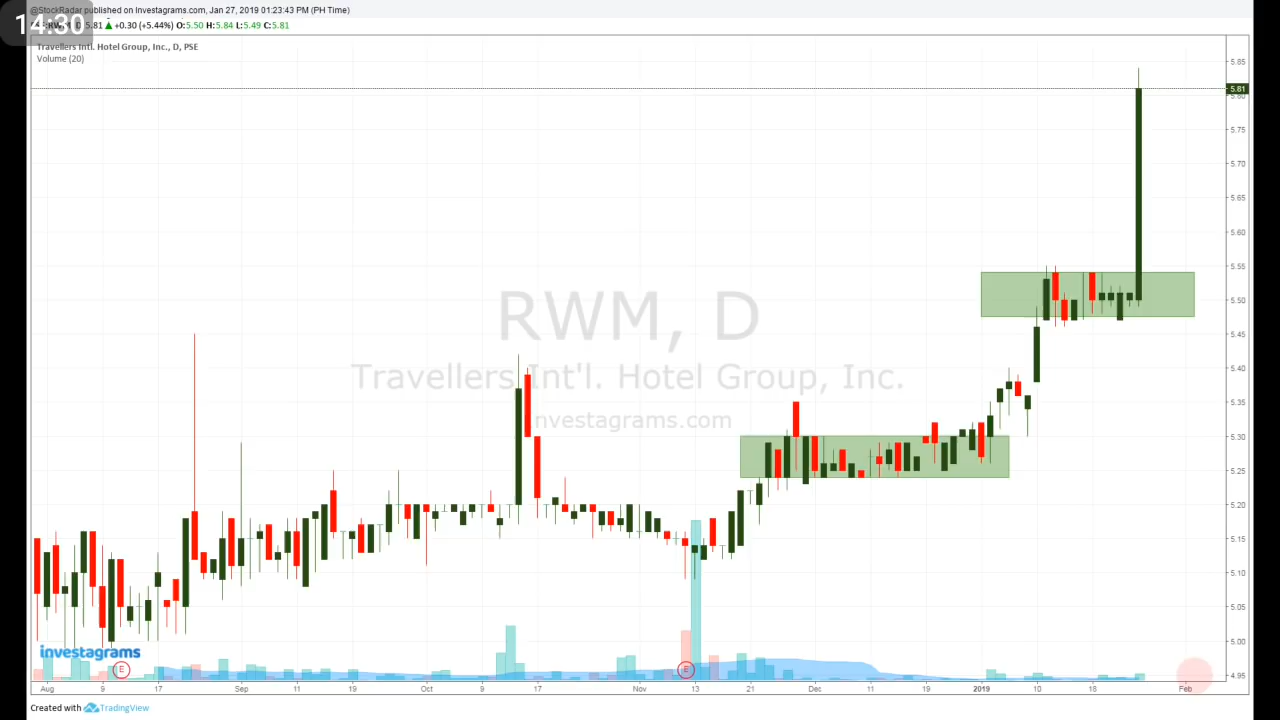 @StockRadar published on Investagrams.com, Jan 27, 2019 01:23:43 PM (PH Time)
14:30
5.81 ▲ +0.30 (+5.44%) O:5.50 H:5.84 L:5.49 C:5.81
Travellers Intl. Hotel Group, Inc., D, PSE
Volume (20)
5.85
5.81
5.80
5.75
5.70
5.65
5.60
5.55
5.50
5.45
5.40
5.35
5.30
5.25
5.20
5.15
5.10
5.05
5.00
4.95
RWM, D
Travellers Int'l. Hotel Group, Inc.
Investagrams.com
investagrams
E
E
Aug 9 17 Sep 11 19 Oct 9 17 Nov 13 21 Dec 11 19 2019 10 18 Feb
Created with TradingView